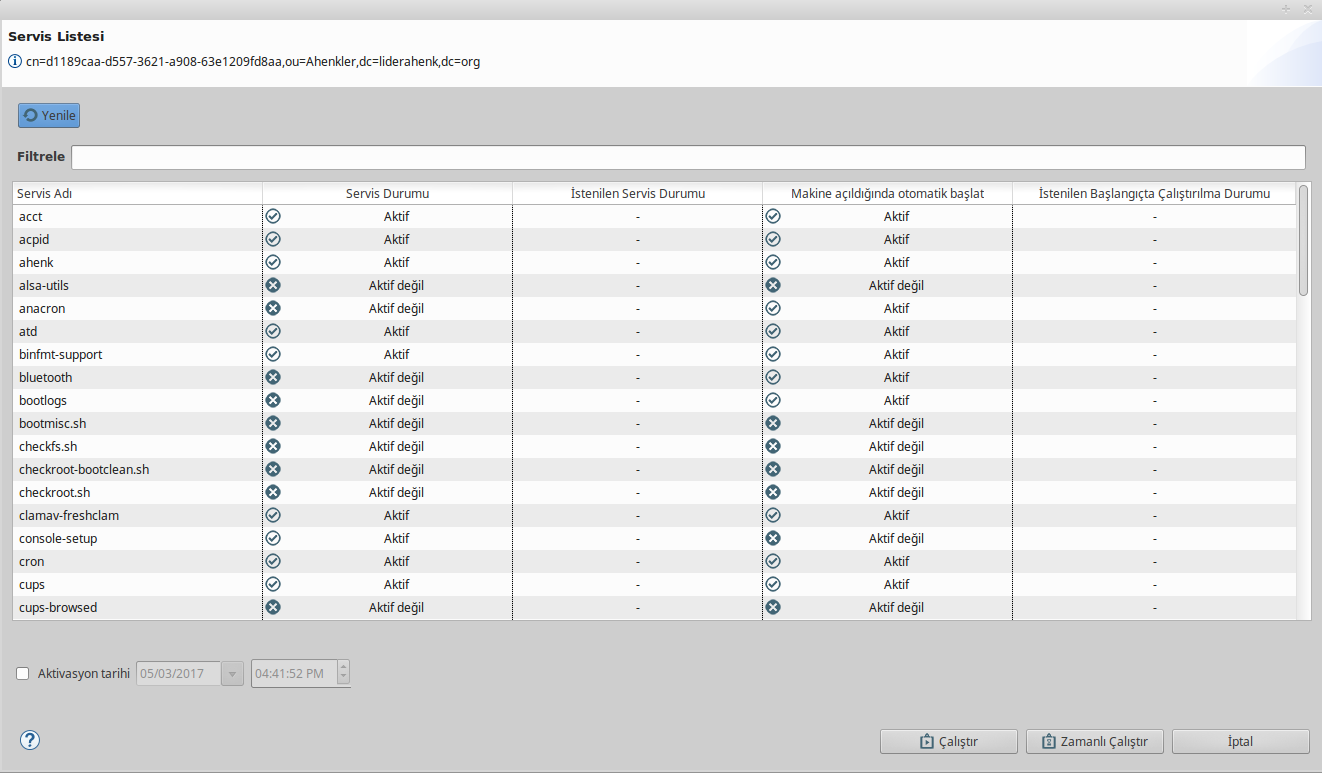 Servis Listesi
cn=d1189caa-d557-3621-a908-63e1209fd8aa,ou=Ahenkler,dc=liderahenk,dc=org
Yenile
Filtrele
Servis Adı Servis Durumu İstenilen Servis Durumu Makine açıldığında otomatik başlat İstenilen Başlangıçta Çalıştırılma Durumu
acct Aktif - Aktif -
acpid Aktif - Aktif -
ahenk Aktif - Aktif -
alsa-utils Aktif değil - Aktif değil -
anacron Aktif değil - Aktif -
atd Aktif - Aktif -
binfmt-support Aktif - Aktif -
bluetooth Aktif değil - Aktif -
bootlogs Aktif değil - Aktif -
bootmisc.sh Aktif değil - Aktif değil -
checkfs.sh Aktif değil - Aktif değil -
checkroot-bootclean.sh Aktif değil - Aktif değil -
checkroot.sh Aktif değil - Aktif değil -
clamav-freshclam Aktif - Aktif -
console-setup Aktif - Aktif değil -
cron Aktif - Aktif -
cups Aktif - Aktif -
cups-browsed Aktif değil - Aktif değil -
Aktivasyon tarihi 05/03/2017 04:41:52 PM
? Çalıştır Zamanlı Çalıştır İptal